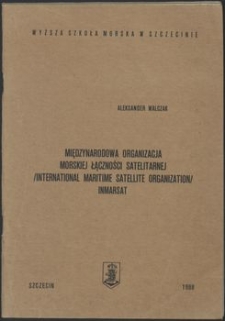 WYŻSZA SZKOŁA MORSKA W SZCZECINIE
ALEKSANDER WALCZAK
MIĘDZYNARODOWA ORGANIZACJA
MORSKIEJ ŁĄCZNOŚCI SATELITARNEJ
/INTERNATIONAL MARITIME SATELLITE ORGANIZATION/
INMARSAT
SZCZECIN